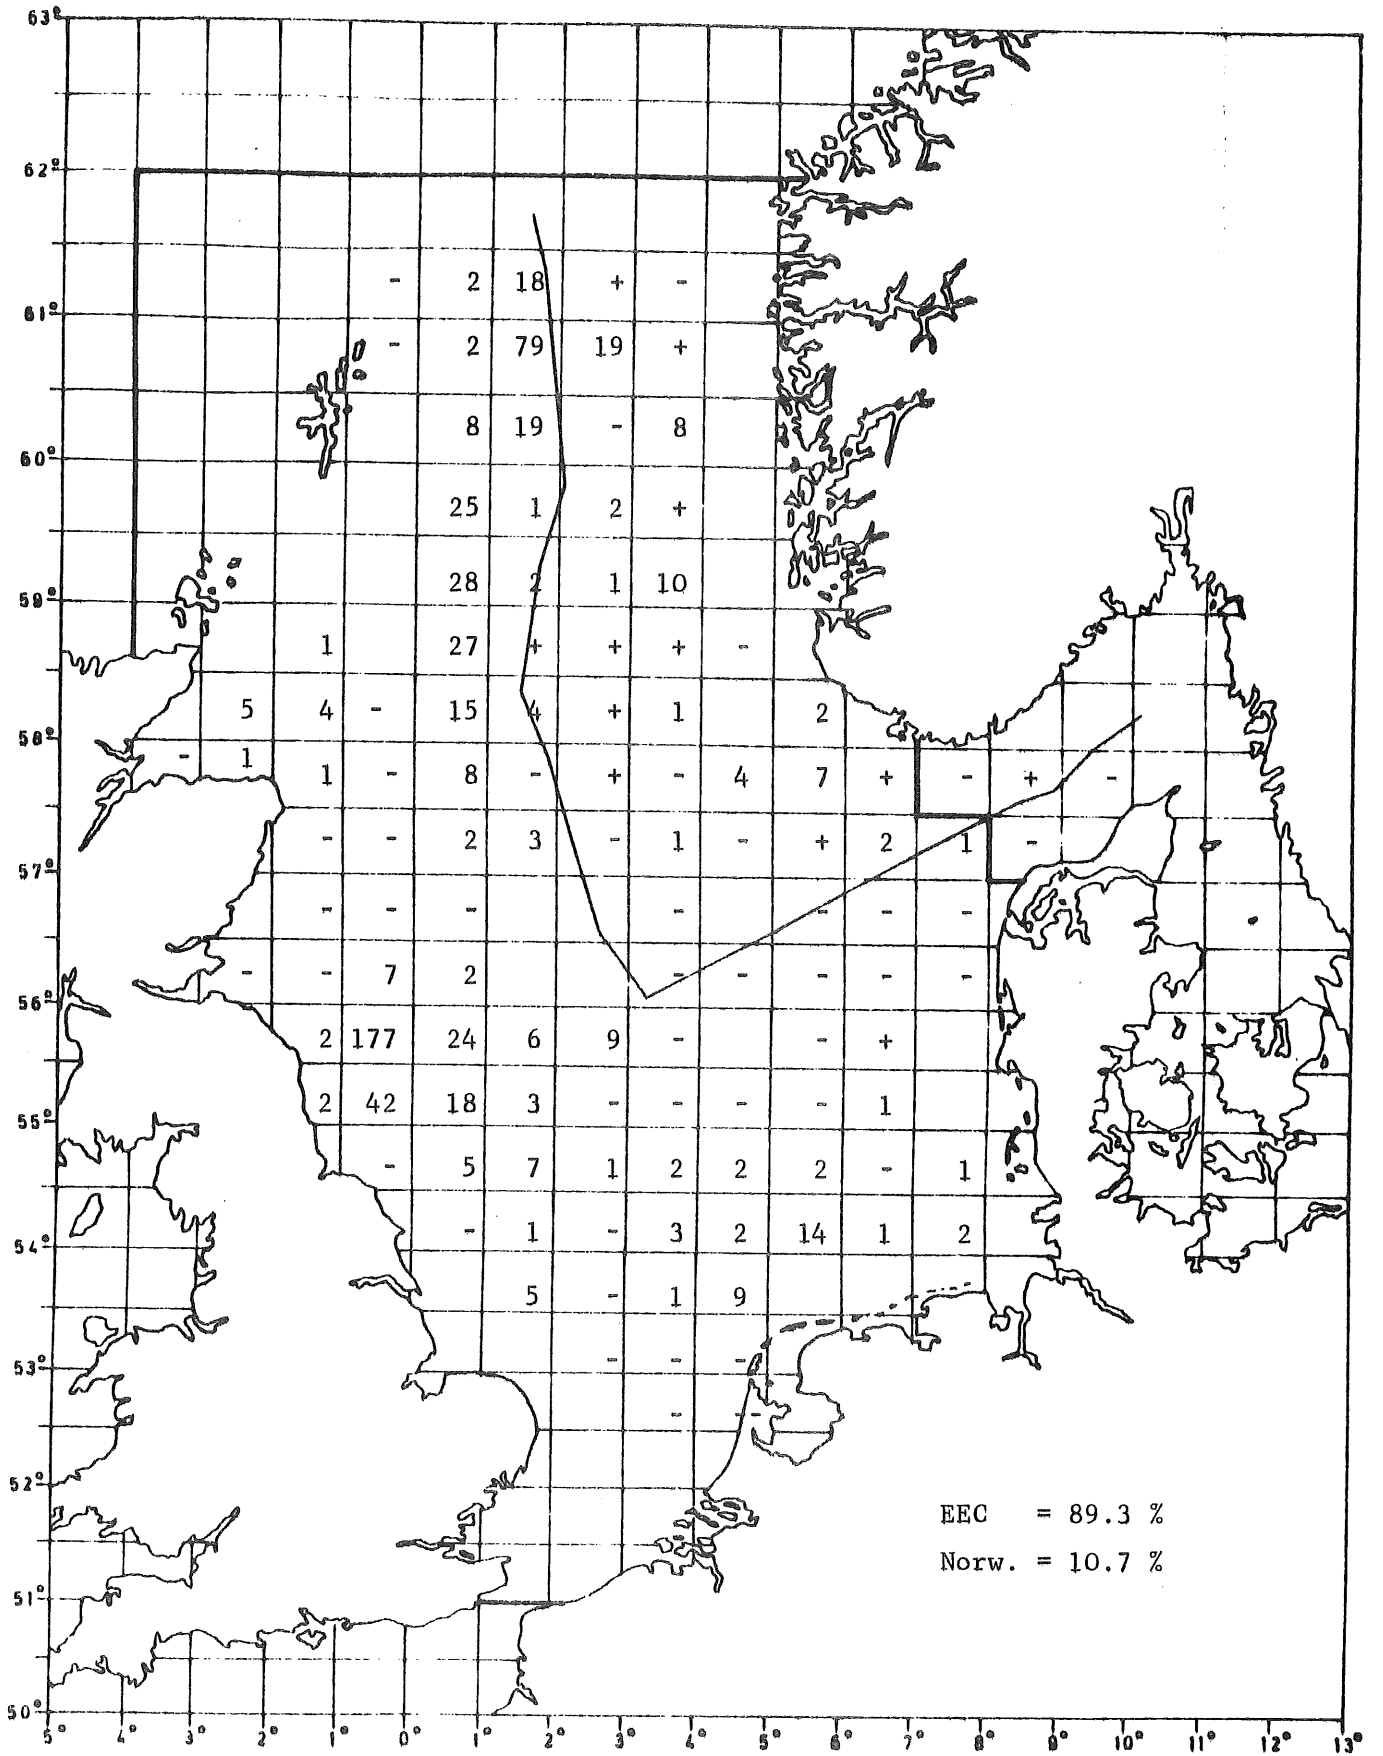 63°
62°
- 2 18 + -
61°
- 2 79 19 +
8 19 - 8
60°
25 1 2 +
28 2 1 10
59°
1 27 + + + -
5 4 - 15 4 + 1 2
58°
- 1 1 - 8 - + - 4 7 + - + -
- - 2 3 - 1 - + 2 1 -
57°
- - - - - - -
- - 7 2 - - - - -
56°
2 177 24 6 9 - - +
2 42 18 3 - - - - 1
55°
- 5 7 1 2 2 2 - 1
- 1 - 3 2 14 1 2
54°
5 - 1 9
- - -
53°
- -
52°
EEC = 89.3 %
Norw. = 10.7 %
51°
50°
5° 4° 3° 2° 1° 0° 1° 2° 3° 4° 5° 6° 7° 8° 9° 10° 11° 12° 13°